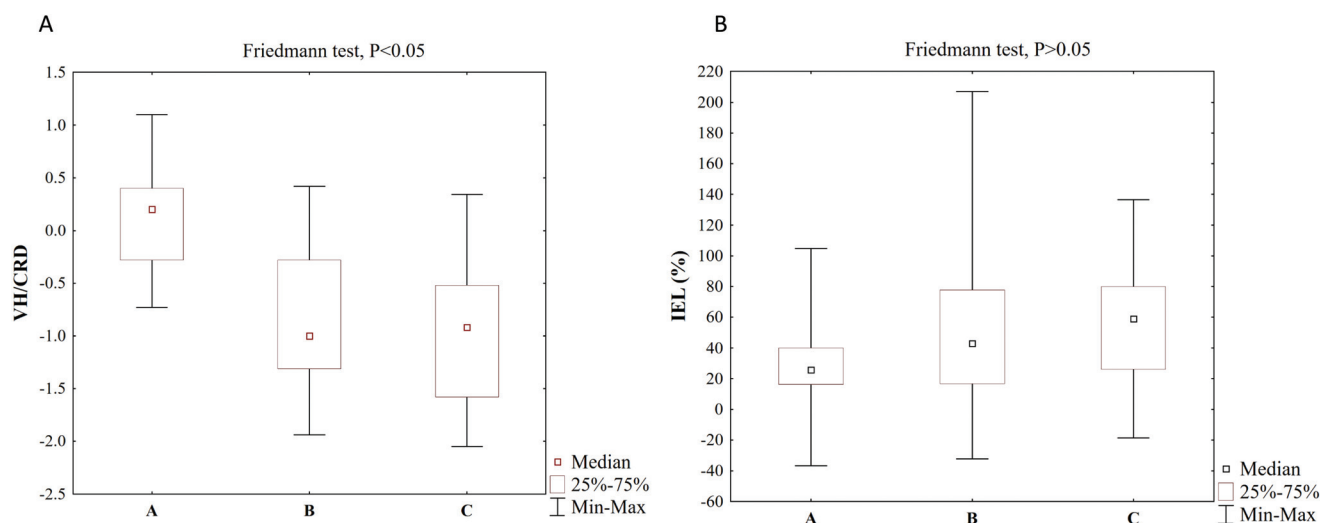 A
Friedmann test, P<0.05
1.5
1.0
0.5
0.0
-0.5
-1.0
-1.5
-2.0
-2.5
VH/CRD
A B C
Median
25%-75%
Min-Max
B
Friedmann test, P>0.05
220
200
180
160
140
120
100
80
60
40
20
0
-20
-40
-60
IEL (%)
A B C
Median
25%-75%
Min-Max